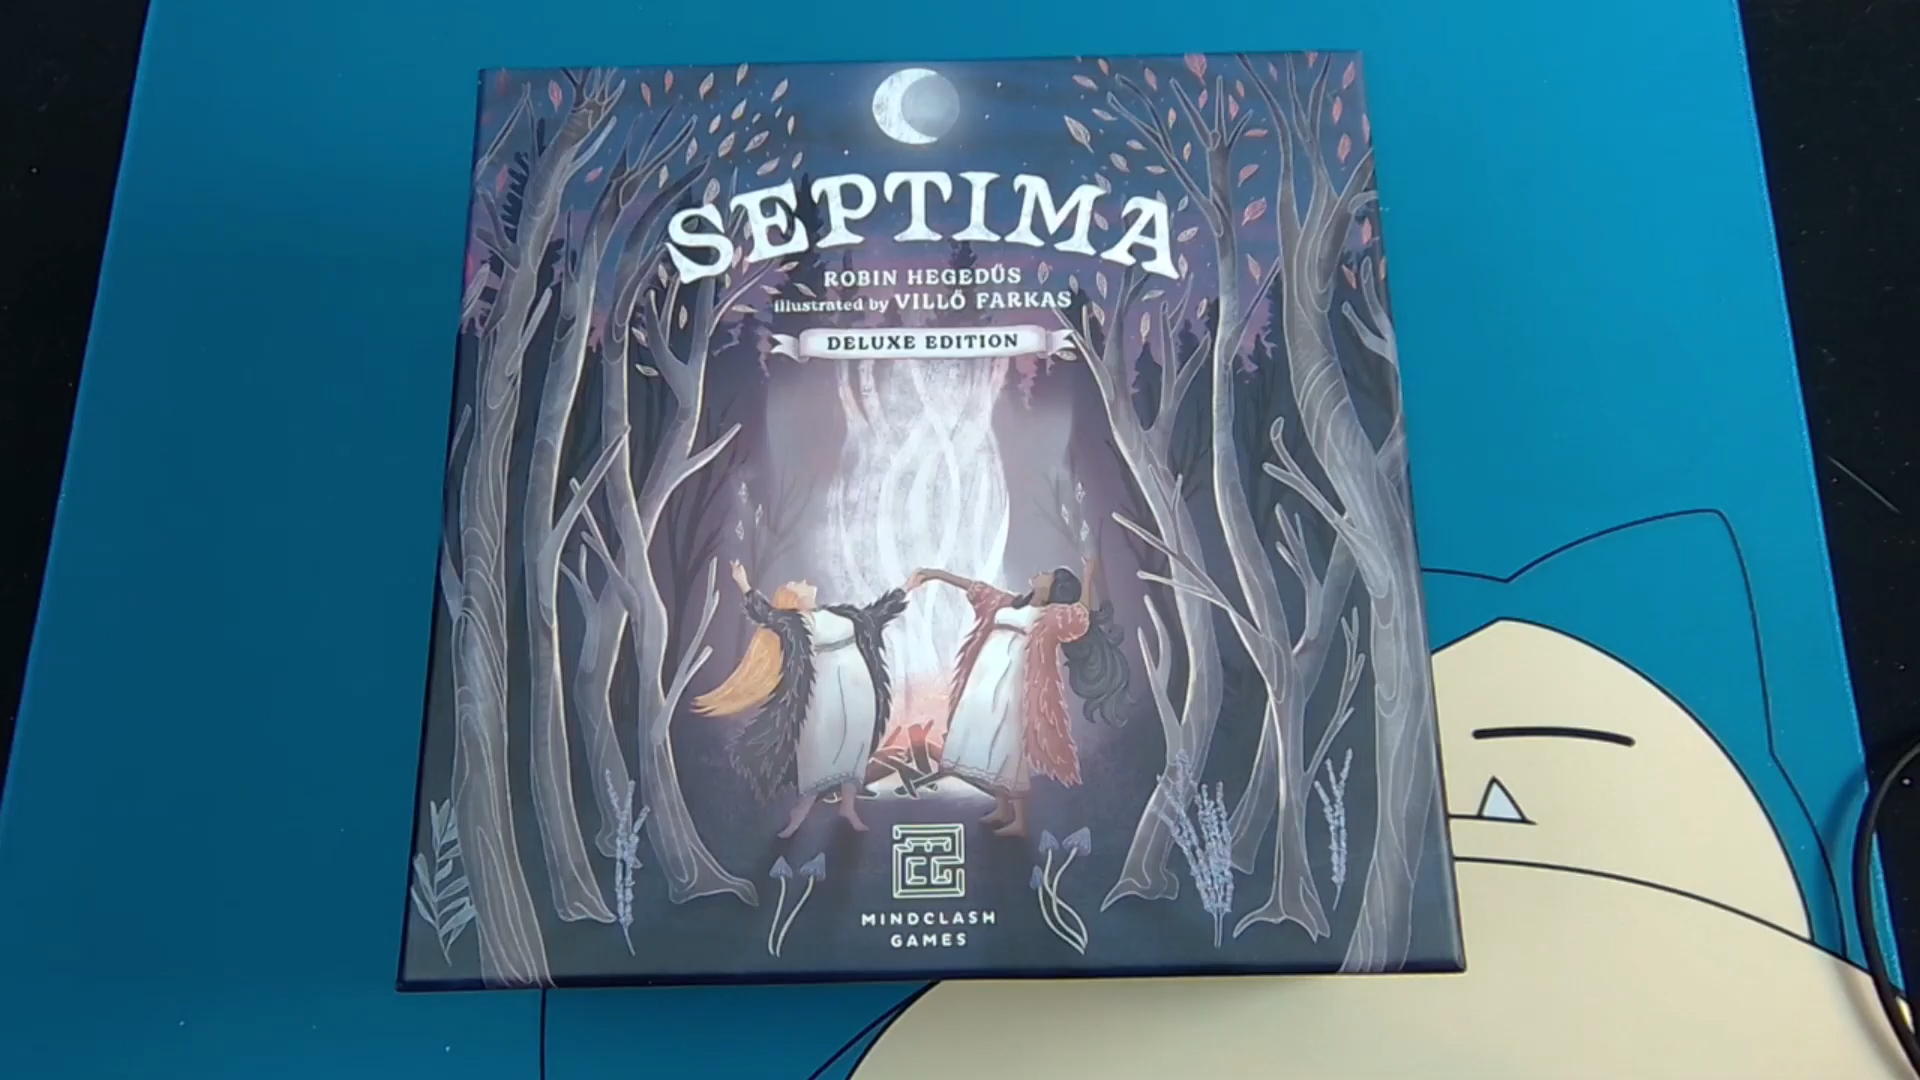 SEPTIMA
ROBIN HEGEDŰS
illustrated by VILLŐ FARKAS
DELUXE EDITION
MINDCLASH
GAMES